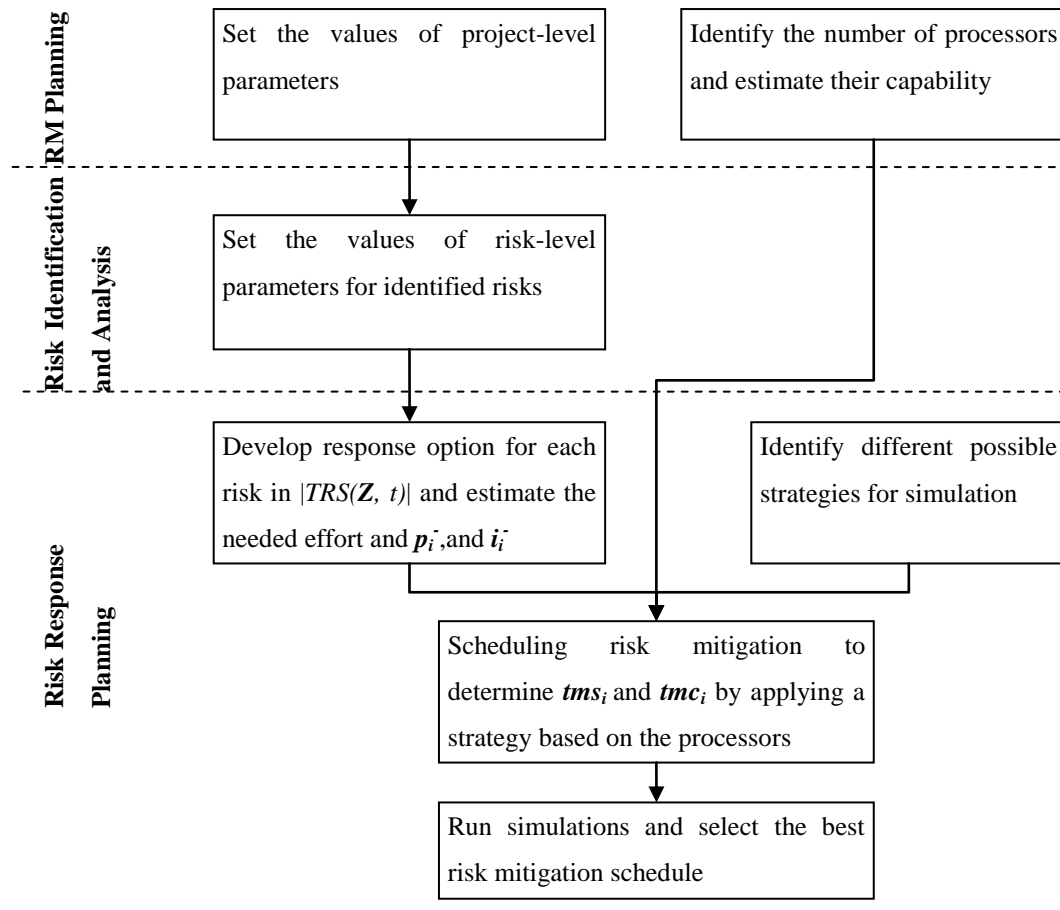 RM Planning
Set the values of project-level
parameters
Identify the number of processors
and estimate their capability
Risk Identification
and Analysis
Set the values of risk-level
parameters for identified risks
Risk Response
Planning
Develop response option for each
risk in |TRS(Z, t)| and estimate the
needed effort and pᵢ⁻,and iᵢ⁻
Identify different possible
strategies for simulation
Scheduling risk mitigation to
determine tmsᵢ and tmcᵢ by applying a
strategy based on the processors
Run simulations and select the best
risk mitigation schedule